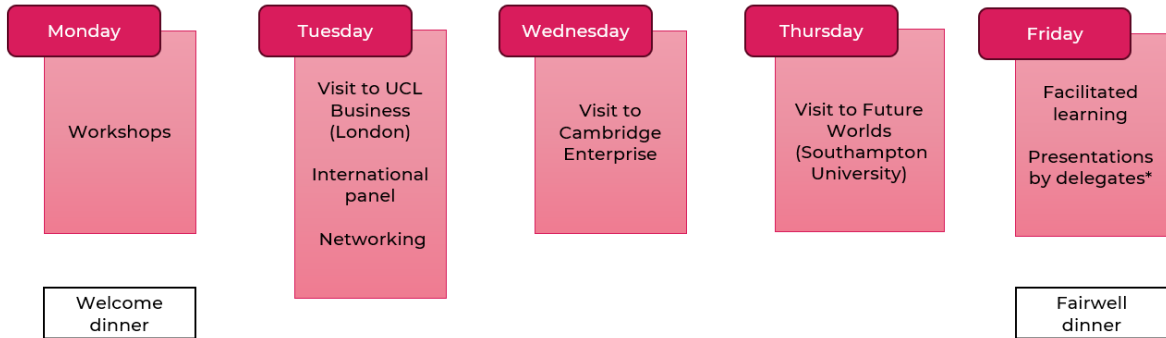 Monday
Workshops
Welcome
dinner
Tuesday
Visit to UCL
Business
(London)
International
panel
Networking
Wednesday
Visit to
Cambridge
Enterprise
Thursday
Visit to Future
Worlds
(Southampton
University)
Friday
Facilitated
learning
Presentations
by delegates*
Fairwell
dinner